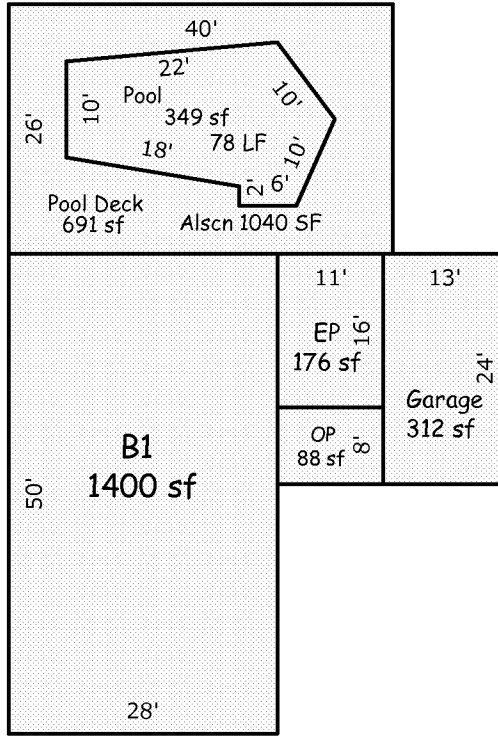 40'
22'
26'
10'
Pool
10'
349 sf
18'
78 LF
10'
2'
6'
Pool Deck
691 sf
Alscn 1040 SF
11'
13'
EP
16'
176 sf
24'
Garage
312 sf
OP
88 sf
8'
B1
1400 sf
50'
28'